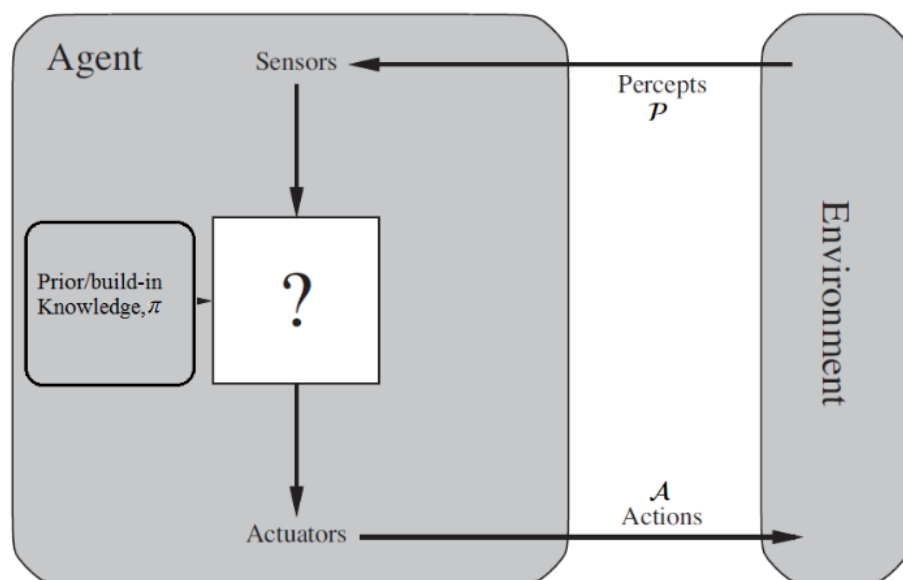 Agent
Sensors
Percepts
𝒫
Prior/build-in
Knowledge,π
?
Environment
𝒜
Actions
Actuators